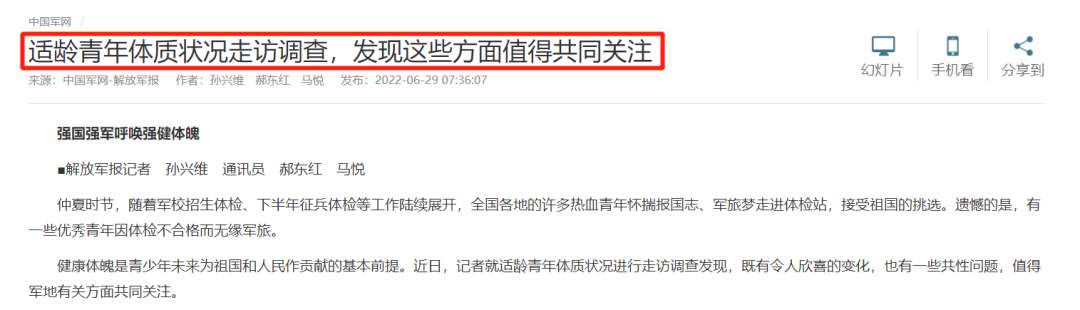 中国军网 /
适龄青年体质状况走访调查，发现这些方面值得共同关注
来源：中国军网-解放军报 作者：孙兴维 郝东红 马悦 发布：2022-06-29 07:36:07
幻灯片 手机看 分享到
强国强军呼唤强健体魄
■解放军报记者 孙兴维 通讯员 郝东红 马悦
仲夏时节，随着军校招生体检、下半年征兵体检等工作陆续展开，全国各地的许多热血青年怀揣报国志、军旅梦走进体检站，接受祖国的挑选。遗憾的是，有
一些优秀青年因体检不合格而无缘军旅。
健康体魄是青少年未来为祖国和人民作贡献的基本前提。近日，记者就适龄青年体质状况进行走访调查发现，既有令人欣喜的变化，也有一些共性问题，值得
军地有关方面共同关注。